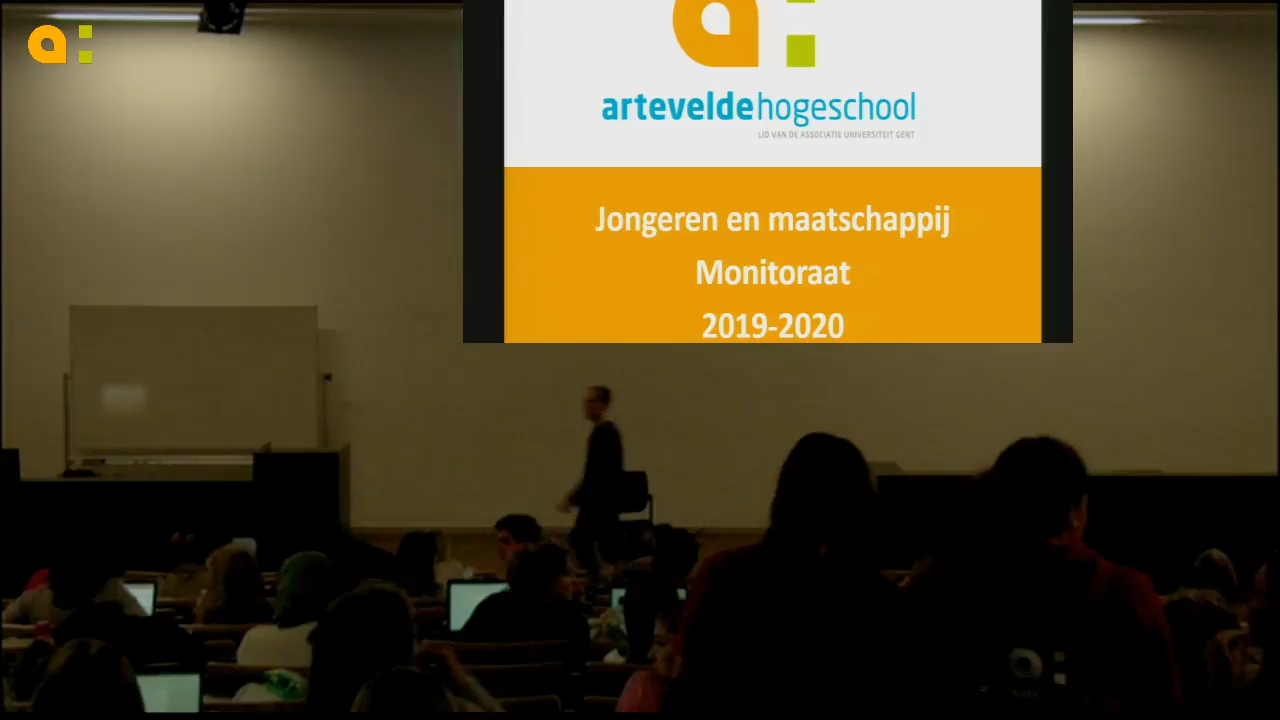 arteveldehogeschool
LID VAN DE ASSOCIATIE UNIVERSITEIT GENT
Jongeren en maatschappij
Monitoraat
2019-2020